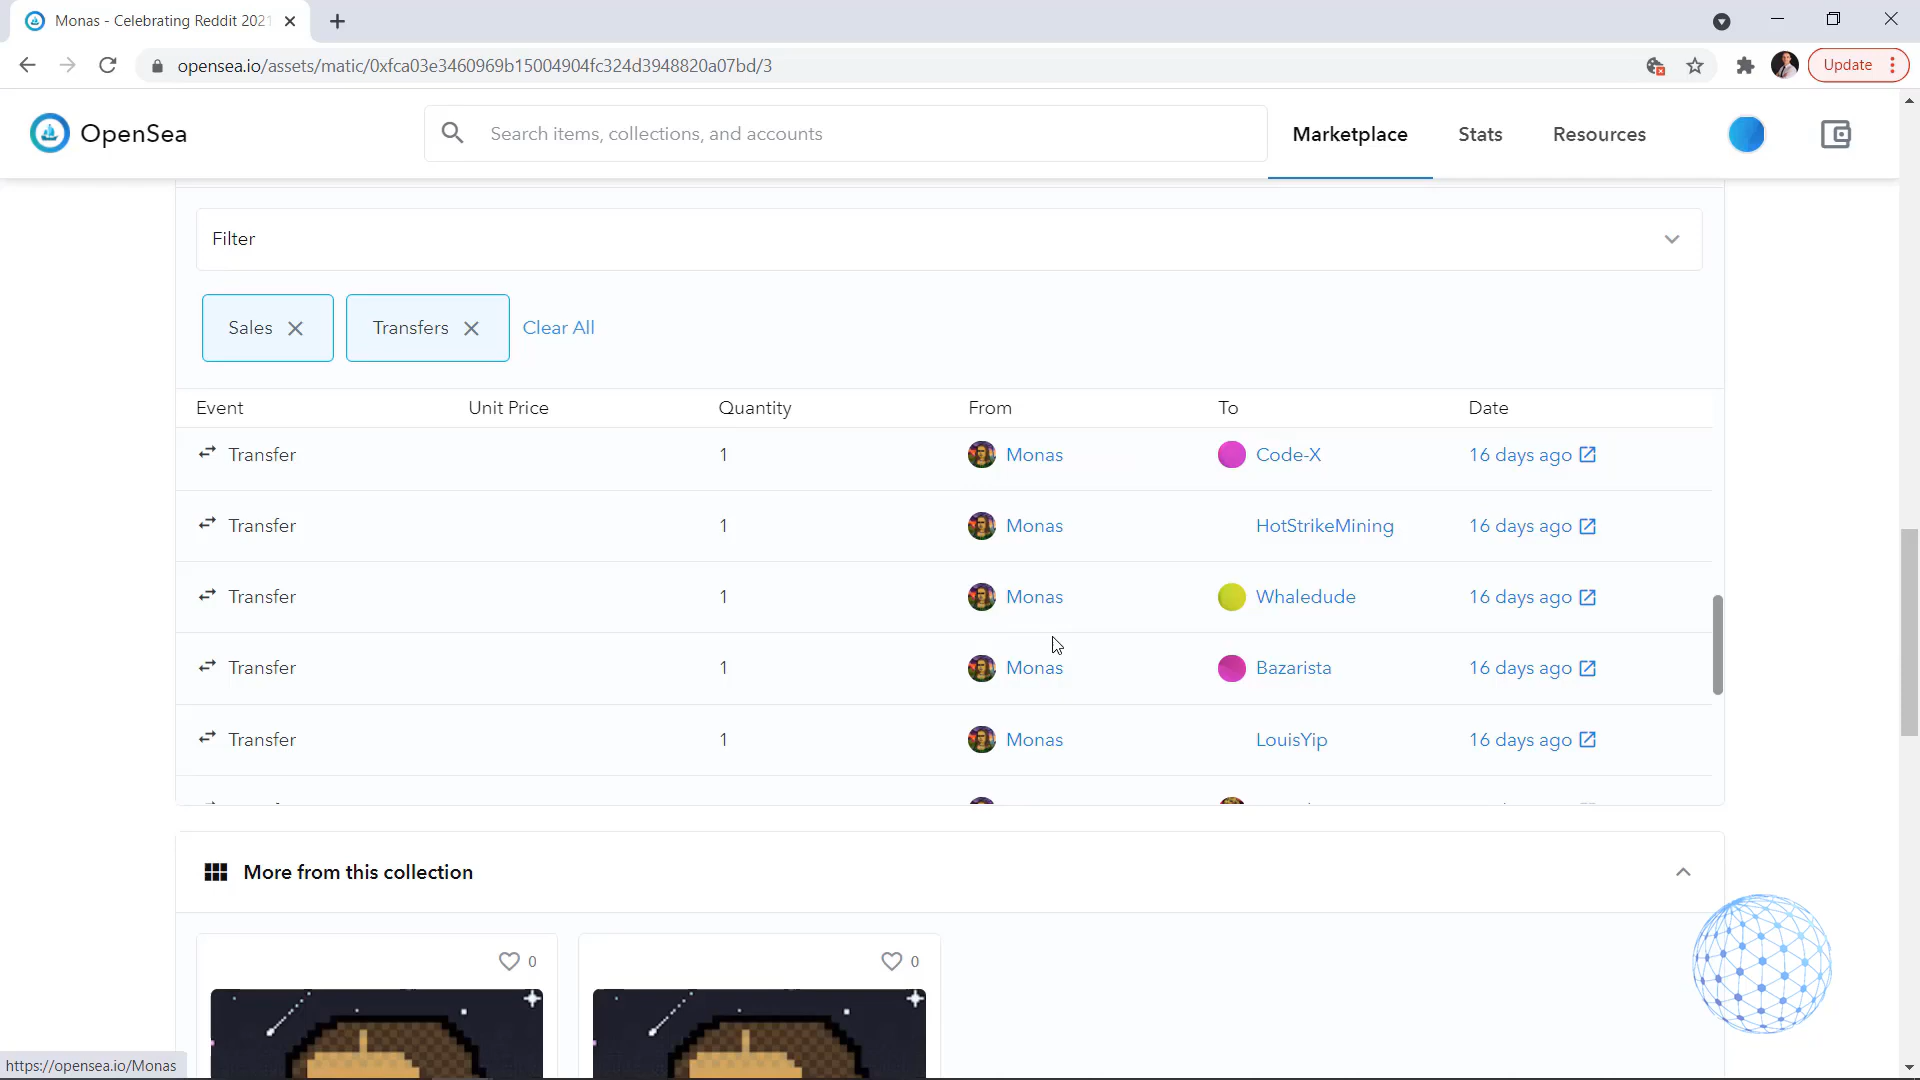 Monas - Celebrating Reddit 2021
opensea.io/assets/matic/0xfca03e3460969b15004904fc324d3948820a07bd/3
Update
OpenSea
Search items, collections, and accounts
Marketplace
Stats
Resources
Filter
Sales
Transfers
Clear All
Event Unit Price Quantity From To Date
Transfer 1 Monas Code-X 16 days ago
Transfer 1 Monas HotStrikeMining 16 days ago
Transfer 1 Monas Whaledude 16 days ago
Transfer 1 Monas Bazarista 16 days ago
Transfer 1 Monas LouisYip 16 days ago
More from this collection
0
0
https://opensea.io/Monas